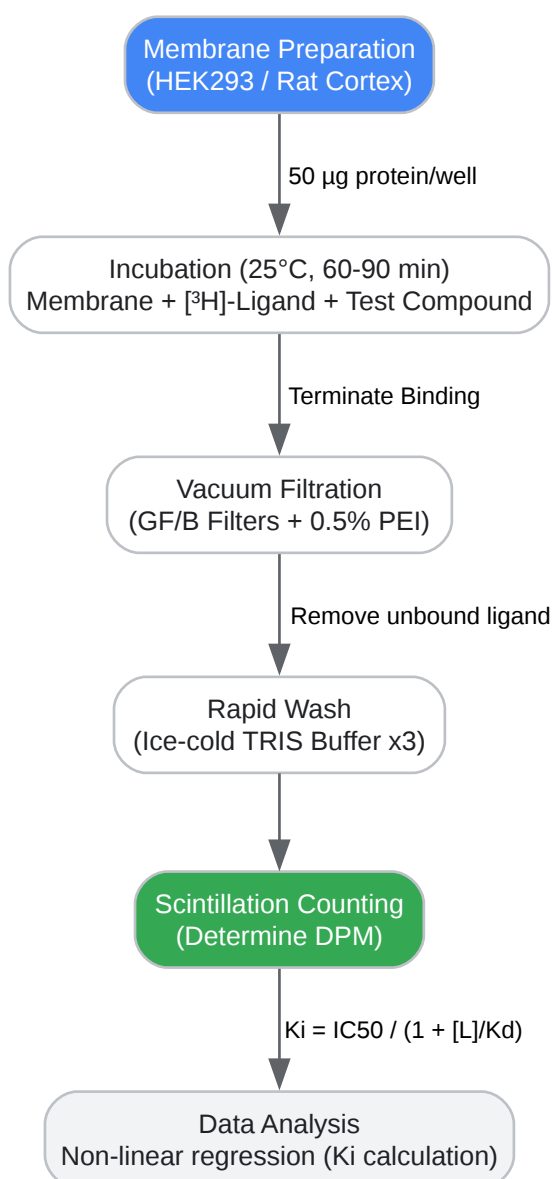 Membrane Preparation
(HEK293 / Rat Cortex)
50 µg protein/well
Incubation (25°C, 60-90 min)
Membrane + [³H]-Ligand + Test Compound
Terminate Binding
Vacuum Filtration
(GF/B Filters + 0.5% PEI)
Remove unbound ligand
Rapid Wash
(Ice-cold TRIS Buffer x3)
Scintillation Counting
(Determine DPM)
Ki = IC50 / (1 + [L]/Kd)
Data Analysis
Non-linear regression (Ki calculation)